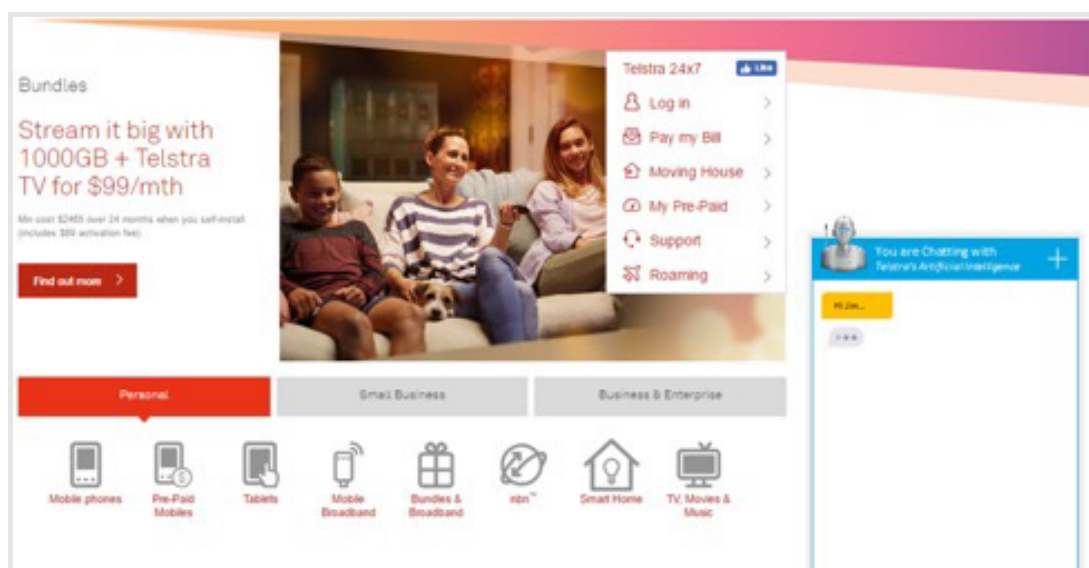 Bundles
Stream it big with
1000GB + Telstra
TV for $99/mth
Min cost $2465 over 24 months when you self-install
(includes $89 activation fee).
Find out more
Telstra 24x7
Like
Log in
Pay my Bill
Moving House
My Pre-Paid
Support
Roaming
You are Chatting with
Telstra's Artificial Intelligence
Personal
Small Business
Business & Enterprise
Mobile phones
Pre-Paid
Mobiles
Tablets
Mobile
Broadband
Bundles &
Broadband
nbn™
Smart Home
TV, Movies &
Music